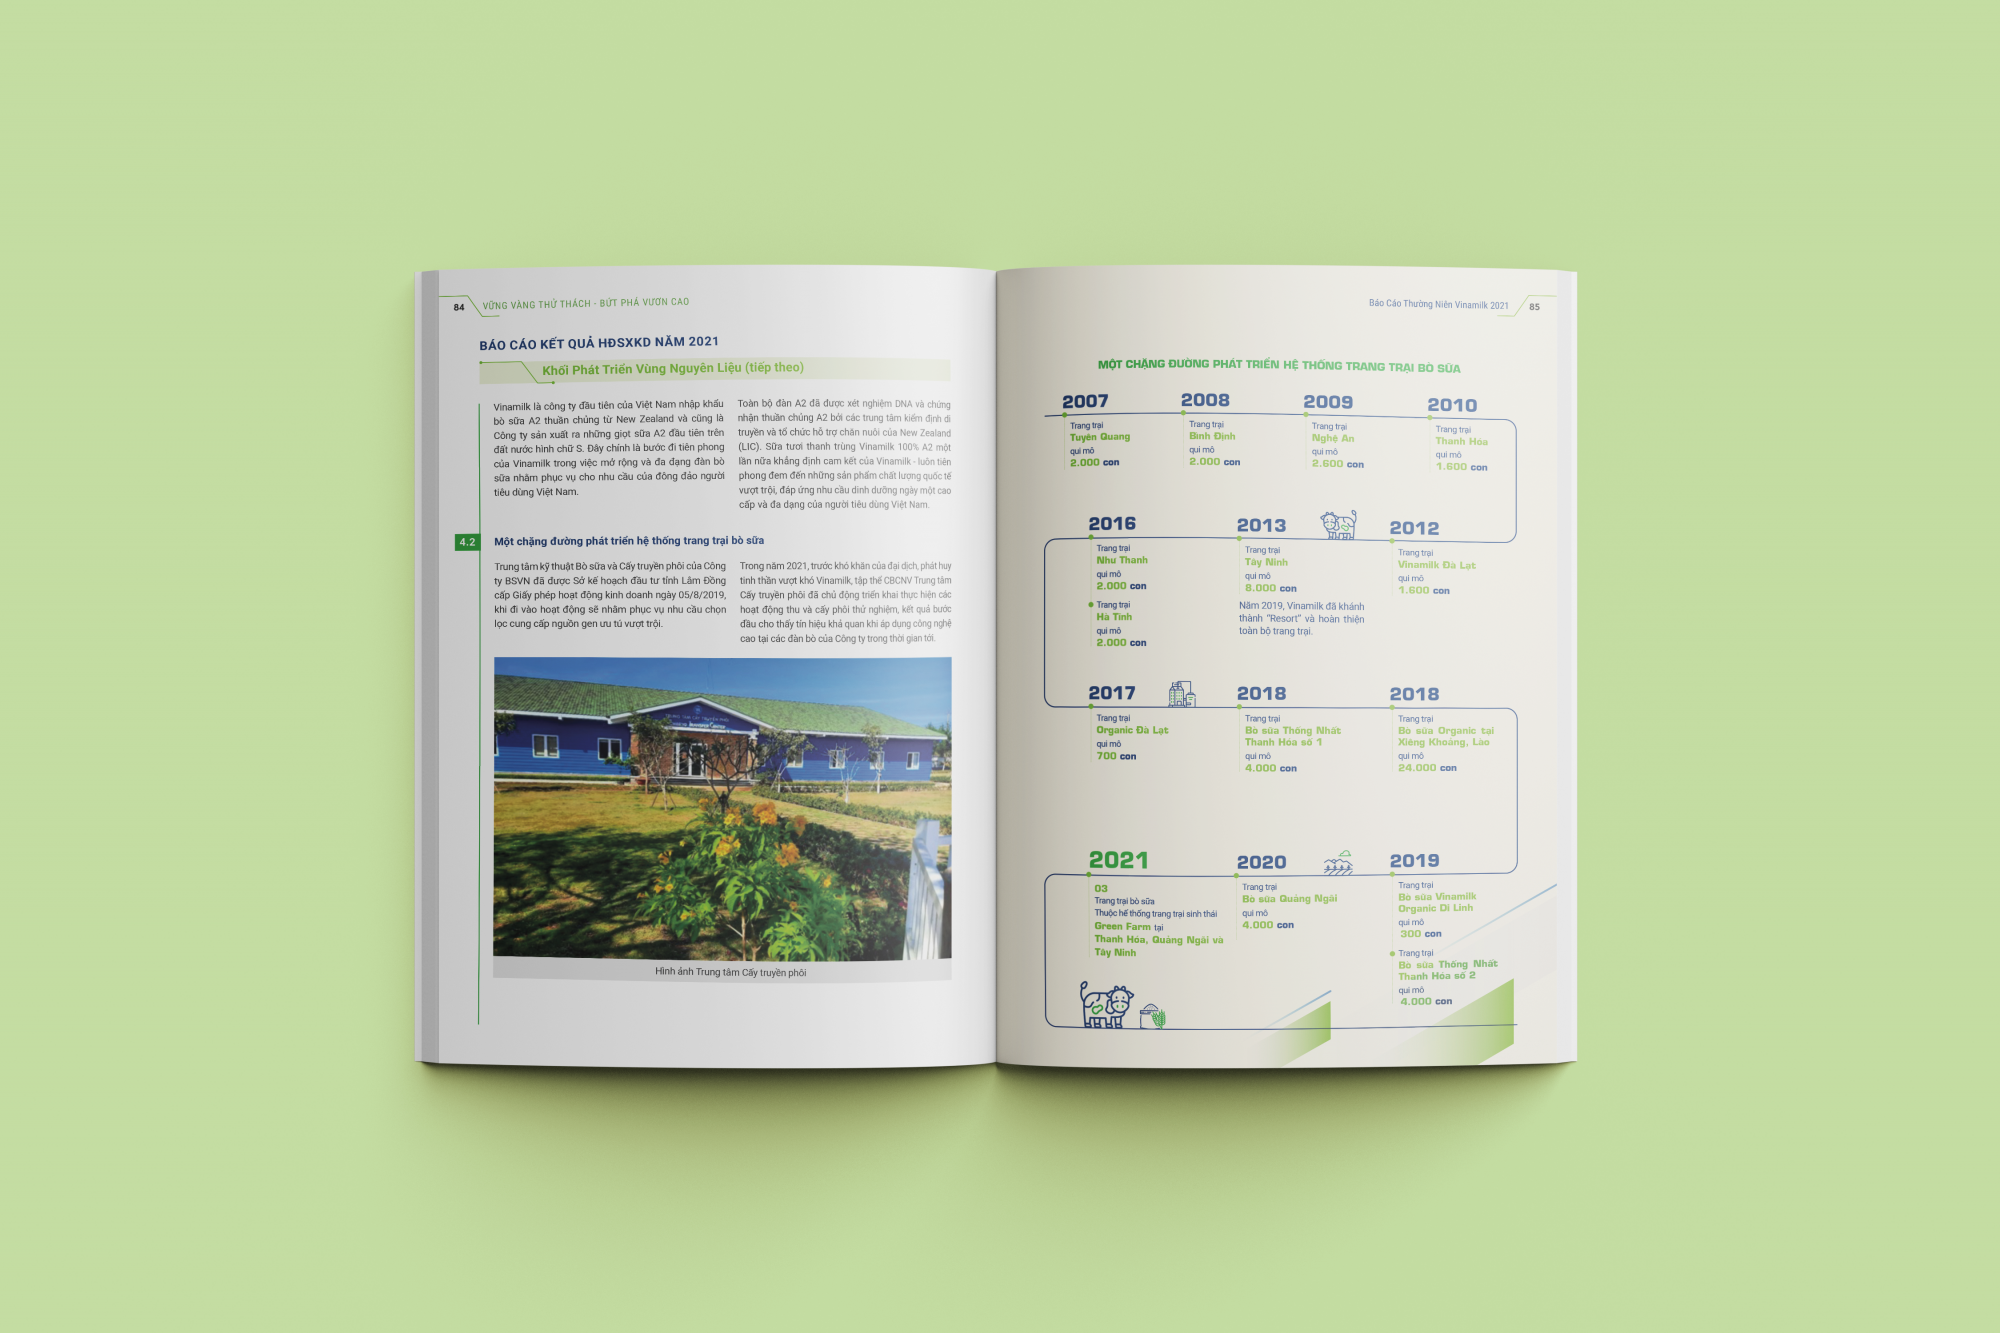 84
VỮNG VÀNG THỬ THÁCH - BỨT PHÁ VƯƠN CAO
BÁO CÁO KẾT QUẢ HĐSXKD NĂM 2021
Khối Phát Triển Vùng Nguyên Liệu (tiếp theo)
Vinamilk là công ty đầu tiên của Việt Nam nhập khẩu
bò sữa A2 thuần chủng từ New Zealand và cũng là
Công ty sản xuất ra những giọt sữa A2 đầu tiên trên
đất nước hình chữ S. Đây chính là bước đi tiên phong
của Vinamilk trong việc mở rộng và đa dạng đàn bò
sữa nhằm phục vụ cho nhu cầu của đông đảo người
tiêu dùng Việt Nam.
Toàn bộ đàn A2 đã được xét nghiệm DNA và chứng
nhận thuần chủng A2 bởi các trung tâm kiểm định di
truyền và tổ chức hỗ trợ chăn nuôi của New Zealand
(LIC). Sữa tươi thanh trùng Vinamilk 100% A2 một
lần nữa khẳng định cam kết của Vinamilk - luôn tiên
phong đem đến những sản phẩm chất lượng quốc tế
vượt trội, đáp ứng nhu cầu dinh dưỡng ngày một cao
cấp và đa dạng của người tiêu dùng Việt Nam.
4.2
Một chặng đường phát triển hệ thống trang trại bò sữa
Trung tâm kỹ thuật Bò sữa và Cấy truyền phôi của Công
ty BSVN đã được Sở kế hoạch đầu tư tỉnh Lâm Đồng
cấp Giấy phép hoạt động kinh doanh ngày 05/8/2019,
khi đi vào hoạt động sẽ nhằm phục vụ nhu cầu chọn
lọc cung cấp nguồn gen ưu tú vượt trội.
Trong năm 2021, trước khó khăn của đại dịch, phát huy
tinh thần vượt khó Vinamilk, tập thể CBCNV Trung tâm
Cấy truyền phôi đã chủ động triển khai thực hiện các
hoạt động thu và cấy phôi thử nghiệm, kết quả bước
đầu cho thấy tín hiệu khả quan khi áp dụng công nghệ
cao tại các đàn bò của Công ty trong thời gian tới.
Hình ảnh Trung tâm Cấy truyền phôi
Báo Cáo Thường Niên Vinamilk 2021
85
MỘT CHẶNG ĐƯỜNG PHÁT TRIỂN HỆ THỐNG TRANG TRẠI BÒ SỮA
2007
Trang trại
Tuyên Quang
qui mô
2.000 con
2008
Trang trại
Bình Định
qui mô
2.000 con
2009
Trang trại
Nghệ An
qui mô
2.600 con
2010
Trang trại
Thanh Hóa
qui mô
1.600 con
2016
Trang trại
Như Thanh
qui mô
2.000 con
Trang trại
Hà Tĩnh
qui mô
2.000 con
2013
Trang trại
Tây Ninh
qui mô
8.000 con
Năm 2019, Vinamilk đã khánh
thành “Resort” và hoàn thiện
toàn bộ trang trại.
2012
Trang trại
Vinamilk Đà Lạt
qui mô
1.600 con
2017
Trang trại
Organic Đà Lạt
qui mô
700 con
2018
Trang trại
Bò sữa Thống Nhất
Thanh Hóa số 1
qui mô
4.000 con
2018
Trang trại
Bò sữa Organic tại
Xiêng Khoảng, Lào
qui mô
24.000 con
2021
03
Trang trại bò sữa
Thuộc hệ thống trang trại sinh thái
Green Farm tại
Thanh Hóa, Quảng Ngãi và
Tây Ninh
2020
Trang trại
Bò sữa Quảng Ngãi
qui mô
4.000 con
2019
Trang trại
Bò sữa Vinamilk
Organic Di Linh
qui mô
300 con
Trang trại
Bò sữa Thống Nhất
Thanh Hóa số 2
qui mô
4.000 con